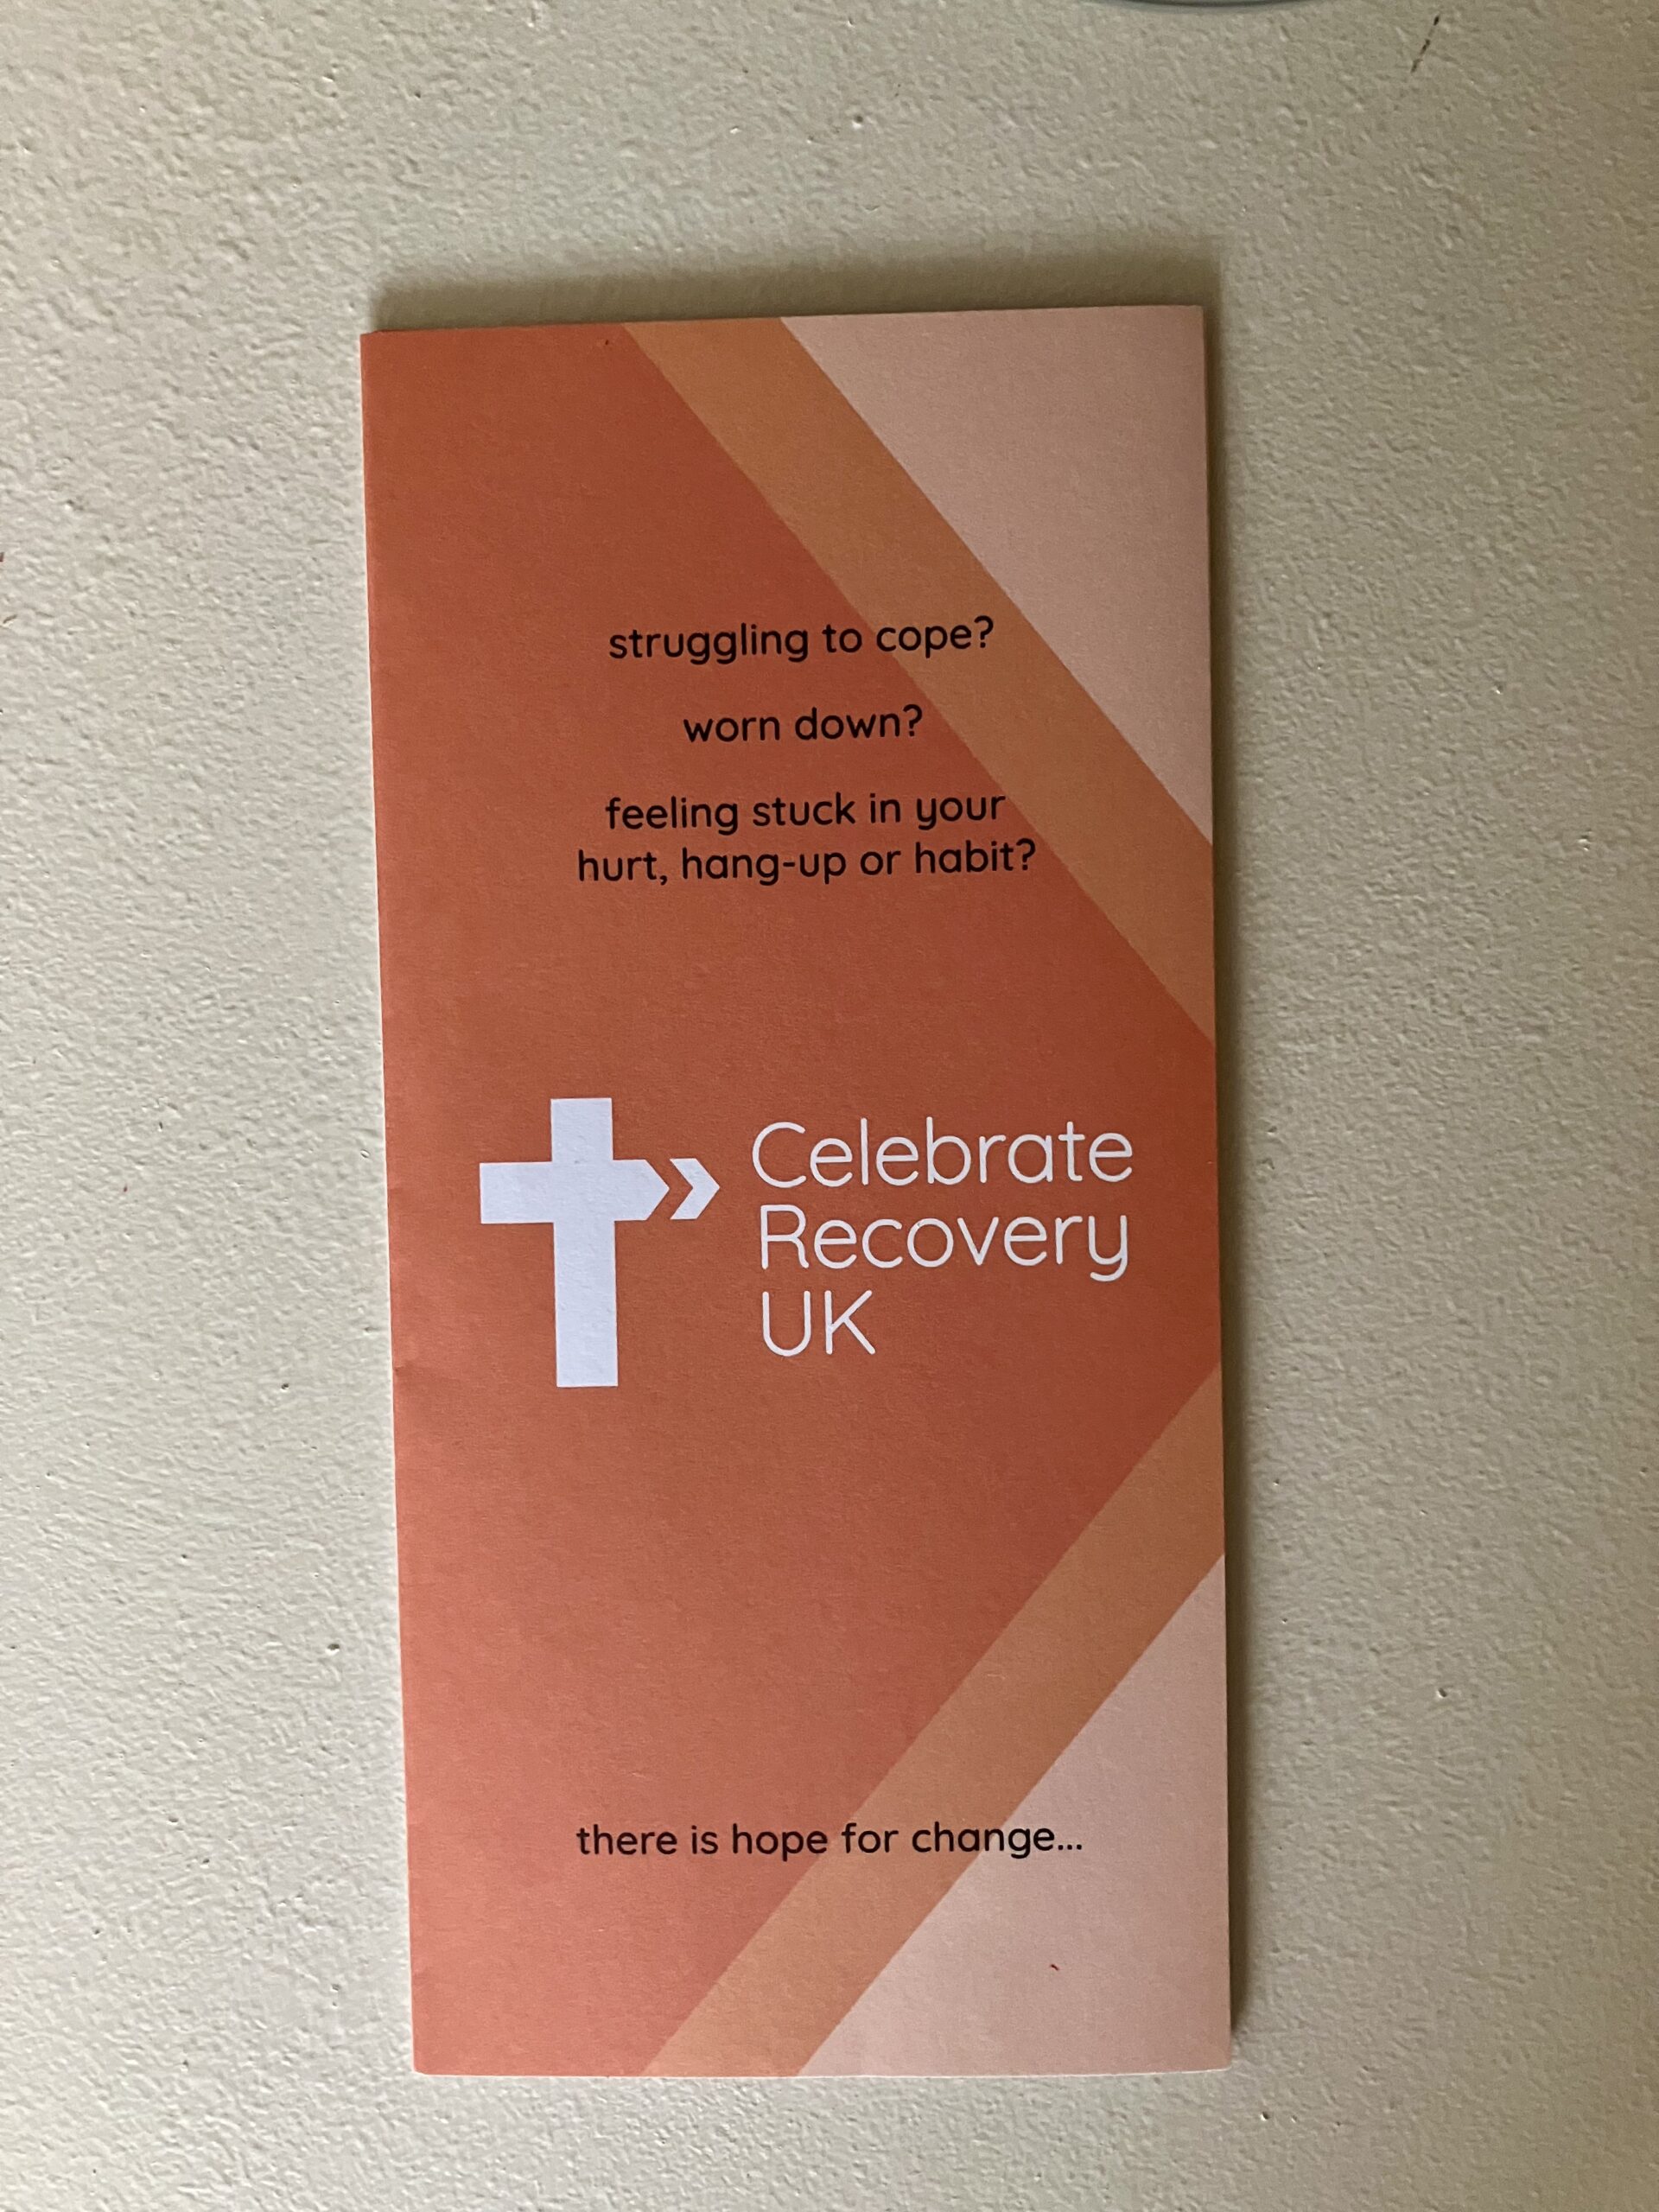 struggling to cope?
worn down?
feeling stuck in your
hurt, hang-up or habit?
Celebrate
Recovery
UK
there is hope for change...